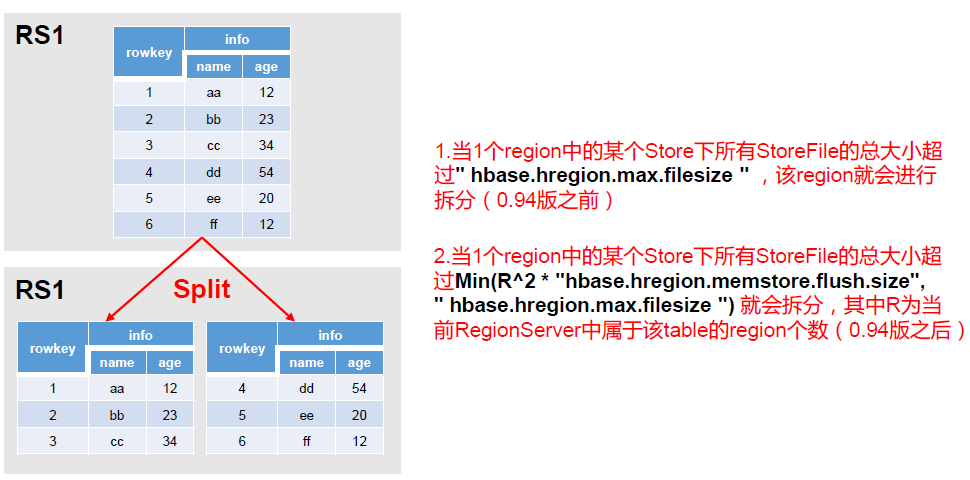 RS1
rowkey info
name age
1 aa 12
2 bb 23
3 cc 34
4 dd 54
5 ee 20
6 ff 12
RS1
Split
rowkey info
name age
1 aa 12
2 bb 23
3 cc 34
rowkey info
name age
4 dd 54
5 ee 20
6 ff 12
1.当1个region中的某个Store下所有StoreFile的总大小超
过" hbase.hregion.max.filesize "，该region就会进行
拆分（0.94版之前）
2.当1个region中的某个Store下所有StoreFile的总大小超
过Min(R^2 * "hbase.hregion.memstore.flush.size",
" hbase.hregion.max.filesize ") 就会拆分，其中R为当
前RegionServer中属于该table的region个数（0.94版之后）